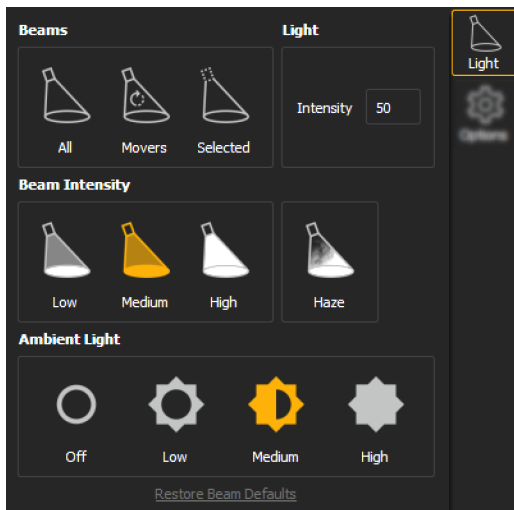 Beams
Light
All
Movers
Selected
Intensity
50
Light
Options
Beam Intensity
Low
Medium
High
Haze
Ambient Light
Off
Low
Medium
High
Restore Beam Defaults